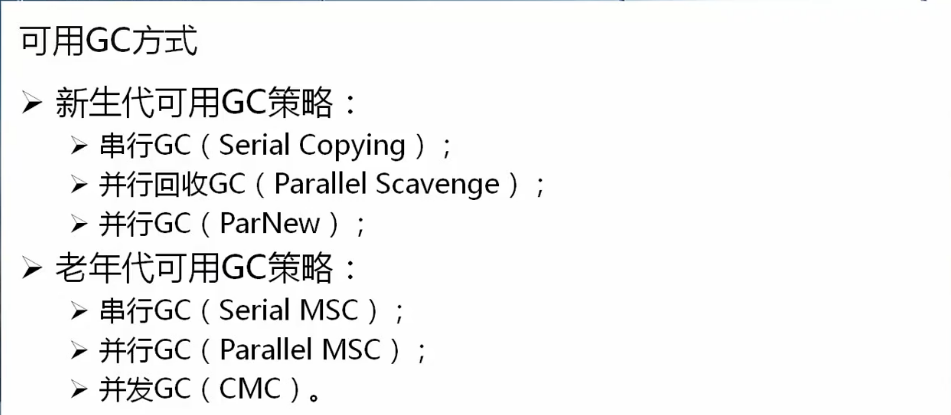 可用GC方式
➢ 新生代可用GC策略：
➢ 串行GC（Serial Copying）；
➢ 并行回收GC（Parallel Scavenge）；
➢ 并行GC（ParNew）；
➢ 老年代可用GC策略：
➢ 串行GC（Serial MSC）；
➢ 并行GC（Parallel MSC）；
➢ 并发GC（CMC）。